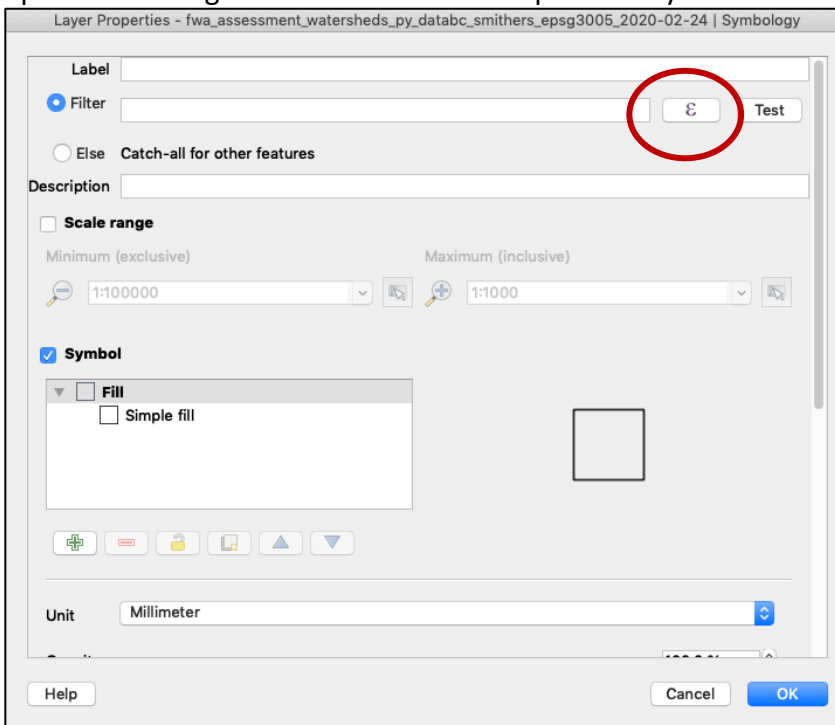 Layer Properties - fwa_assessment_watersheds_py_databc_smithers_epsg3005_2020-02-24 | Symbology
Label
Filter ε Test
Else Catch-all for other features
Description
Scale range
Minimum (exclusive) Maximum (inclusive)
1:100000 1:1000
Symbol
Fill
Simple fill
Unit Millimeter
Help Cancel OK